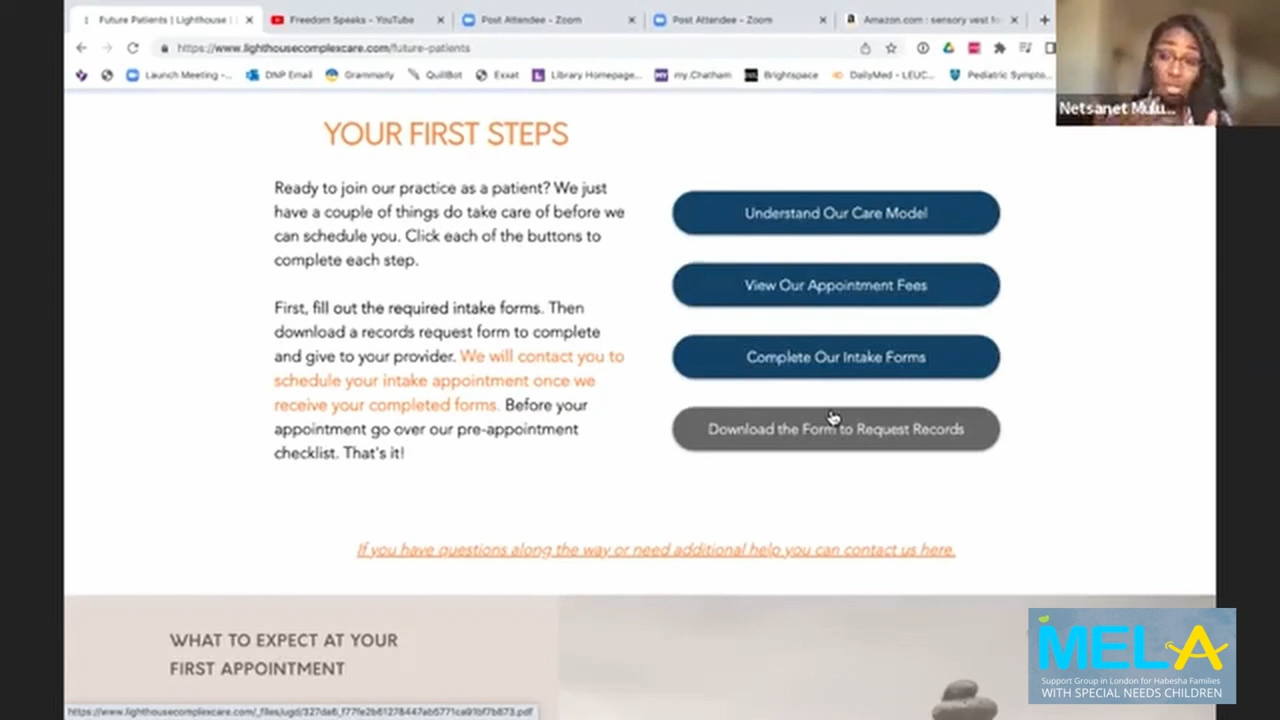 Future Patients | Lighthouse |
Freedom Speaks - YouTube
Post Attendee - Zoom
Post Attendee - Zoom
Amazon.com : sensory vest fo
https://www.lighthousecomplexcare.com/future-patients
Launch Meeting -...
DNP Email
Grammarly
QuillBot
Exxat
Library Homepage...
my.Chatham
Brightspace
DailyMed - LEUC...
Pediatric Sympto...
Netsanet Mulu...
YOUR FIRST STEPS
Ready to join our practice as a patient? We just
have a couple of things do take care of before we
can schedule you. Click each of the buttons to
complete each step.
First, fill out the required intake forms. Then
download a records request form to complete
and give to your provider. We will contact you to
schedule your intake appointment once we
receive your completed forms. Before your
appointment go over our pre-appointment
checklist. That's it!
Understand Our Care Model
View Our Appointment Fees
Complete Our Intake Forms
Download the Form to Request Records
If you have questions along the way or need additional help you can contact us here.
WHAT TO EXPECT AT YOUR
FIRST APPOINTMENT
MELA
Support Group in London for Habesha Families
WITH SPECIAL NEEDS CHILDREN